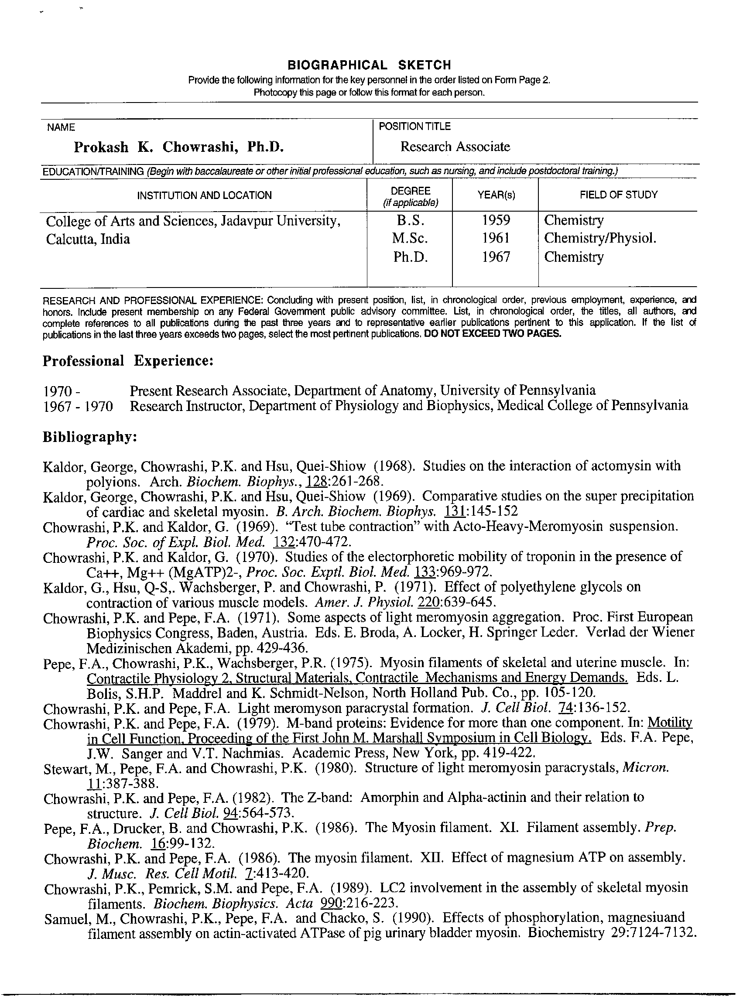 BIOGRAPHICAL SKETCH
Provide the following information for the key personnel in the order listed on Form Page 2.
Photocopy this page or follow this format for each person.
NAME
Prokash K. Chowrashi, Ph.D.
POSITION TITLE
Research Associate
EDUCATION/TRAINING (Begin with baccalaureate or other initial professional education, such as nursing, and include postdoctoral training.)
INSTITUTION AND LOCATION
DEGREE
(if applicable)
YEAR(s)
FIELD OF STUDY
College of Arts and Sciences, Jadavpur University, B.S. 1959 Chemistry
Calcutta, India M.Sc. 1961 Chemistry/Physiol.
Ph.D. 1967 Chemistry
RESEARCH AND PROFESSIONAL EXPERIENCE: Concluding with present position, list, in chronological order, previous employment, experience, and
honors. Include present membership on any Federal Government public advisory committee. List, in chronological order, the titles, all authors, and
complete references to all publications during the past three years and to representative earlier publications pertinent to this application. If the list of
publications in the last three years exceeds two pages, select the most pertinent publications. DO NOT EXCEED TWO PAGES.
Professional Experience:
1970 - Present Research Associate, Department of Anatomy, University of Pennsylvania
1967 - 1970 Research Instructor, Department of Physiology and Biophysics, Medical College of Pennsylvania
Bibliography:
Kaldor, George, Chowrashi, P.K. and Hsu, Quei-Shiow (1968). Studies on the interaction of actomysin with
polyions. Arch. Biochem. Biophys., 128:261-268.
Kaldor, George, Chowrashi, P.K. and Hsu, Quei-Shiow (1969). Comparative studies on the super precipitation
of cardiac and skeletal myosin. B. Arch. Biochem. Biophys. 131:145-152
Chowrashi, P.K. and Kaldor, G. (1969). “Test tube contraction” with Acto-Heavy-Meromyosin suspension.
Proc. Soc. of Expl. Biol. Med. 132:470-472.
Chowrashi, P.K. and Kaldor, G. (1970). Studies of the electorphoretic mobility of troponin in the presence of
Ca++, Mg++ (MgATP)2-, Proc. Soc. Exptl. Biol. Med. 133:969-972.
Kaldor, G., Hsu, Q-S,. Wachsberger, P. and Chowrashi, P. (1971). Effect of polyethylene glycols on
contraction of various muscle models. Amer. J. Physiol. 220:639-645.
Chowrashi, P.K. and Pepe, F.A. (1971). Some aspects of light meromyosin aggregation. Proc. First European
Biophysics Congress, Baden, Austria. Eds. E. Broda, A. Locker, H. Springer Leder. Verlad der Wiener
Medizinischen Akademi, pp. 429-436.
Pepe, F.A., Chowrashi, P.K., Wachsberger, P.R. (1975). Myosin filaments of skeletal and uterine muscle. In:
Contractile Physiology 2, Structural Materials, Contractile Mechanisms and Energy Demands. Eds. L.
Bolis, S.H.P. Maddrel and K. Schmidt-Nelson, North Holland Pub. Co., pp. 105-120.
Chowrashi, P.K. and Pepe, F.A. Light meromyson paracrystal formation. J. Cell Biol. 74:136-152.
Chowrashi, P.K. and Pepe, F.A. (1979). M-band proteins: Evidence for more than one component. In: Motility
in Cell Function, Proceeding of the First John M. Marshall Symposium in Cell Biology. Eds. F.A. Pepe,
J.W. Sanger and V.T. Nachmias. Academic Press, New York, pp. 419-422.
Stewart, M., Pepe, F.A. and Chowrashi, P.K. (1980). Structure of light meromyosin paracrystals, Micron.
11:387-388.
Chowrashi, P.K. and Pepe, F.A. (1982). The Z-band: Amorphin and Alpha-actinin and their relation to
structure. J. Cell Biol. 94:564-573.
Pepe, F.A., Drucker, B. and Chowrashi, P.K. (1986). The Myosin filament. XI. Filament assembly. Prep.
Biochem. 16:99-132.
Chowrashi, P.K. and Pepe, F.A. (1986). The myosin filament. XII. Effect of magnesium ATP on assembly.
J. Musc. Res. Cell Motil. 7:413-420.
Chowrashi, P.K., Pemrick, S.M. and Pepe, F.A. (1989). LC2 involvement in the assembly of skeletal myosin
filaments. Biochem. Biophysics. Acta 990:216-223.
Samuel, M., Chowrashi, P.K., Pepe, F.A. and Chacko, S. (1990). Effects of phosphorylation, magnesiuand
filament assembly on actin-activated ATPase of pig urinary bladder myosin. Biochemistry 29:7124-7132.